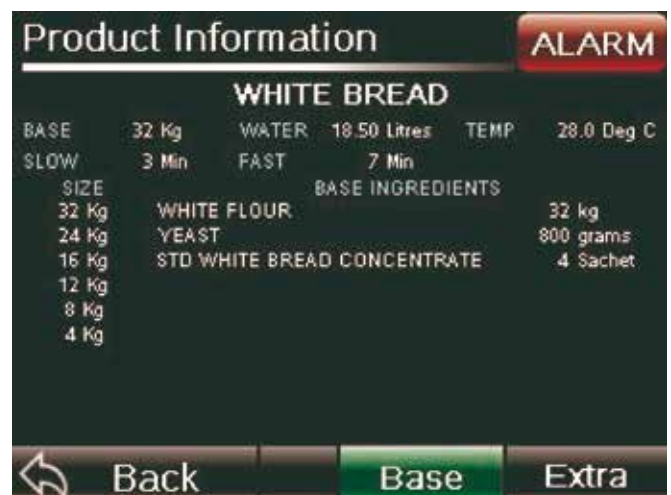 Product Information ALARM
WHITE BREAD
BASE 32 Kg WATER 18.50 Litres TEMP 28.0 Deg C
SLOW 3 Min FAST 7 Min
SIZE BASE INGREDIENTS
32 Kg WHITE FLOUR 32 kg
24 Kg YEAST 800 grams
16 Kg STD WHITE BREAD CONCENTRATE 4 Sachet
12 Kg
8 Kg
4 Kg
Back Base Extra